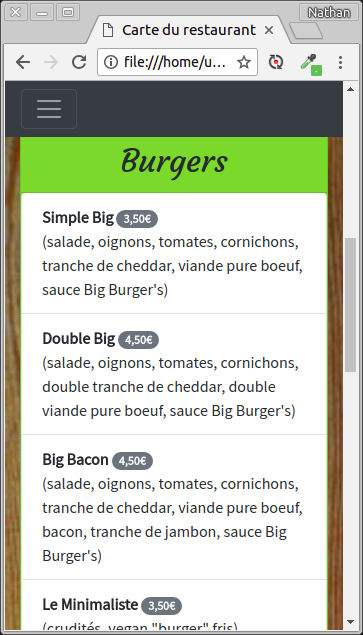 Nathan
Carte du restaurant
file:///home/u…
Burgers
Simple Big 3,50€
(salade, oignons, tomates, cornichons,
tranche de cheddar, viande pure boeuf,
sauce Big Burger's)
Double Big 4,50€
(salade, oignons, tomates, cornichons,
double tranche de cheddar, double
viande pure boeuf, sauce Big Burger's)
Big Bacon 4,50€
(salade, oignons, tomates, cornichons,
tranche de cheddar, viande pure boeuf,
bacon, tranche de jambon, sauce Big
Burger's)
Le Minimaliste 3,50€
(crudités, vegan "burger" fris)